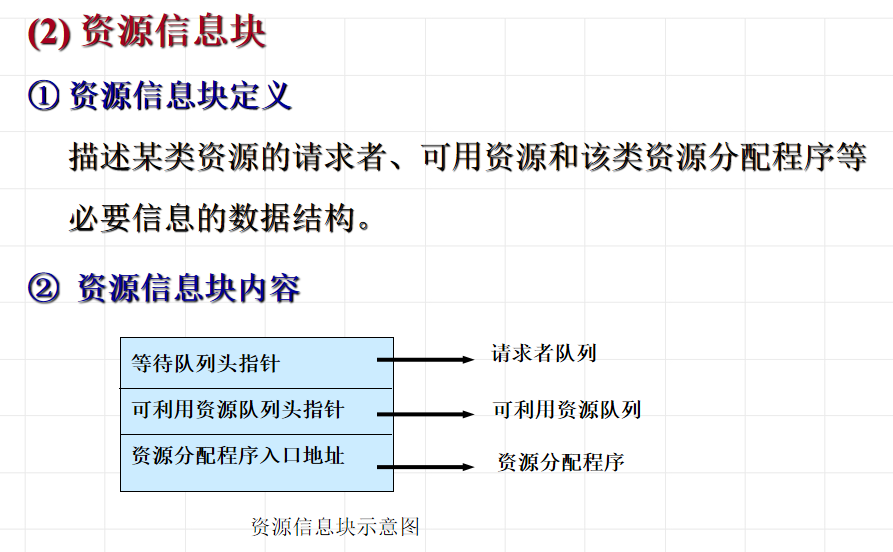 (2) 资源信息块
① 资源信息块定义
描述某类资源的请求者、可用资源和该类资源分配程序等
必要信息的数据结构。
② 资源信息块内容
等待队列头指针
请求者队列
可利用资源队列头指针
可利用资源队列
资源分配程序入口地址
资源分配程序
资源信息块示意图